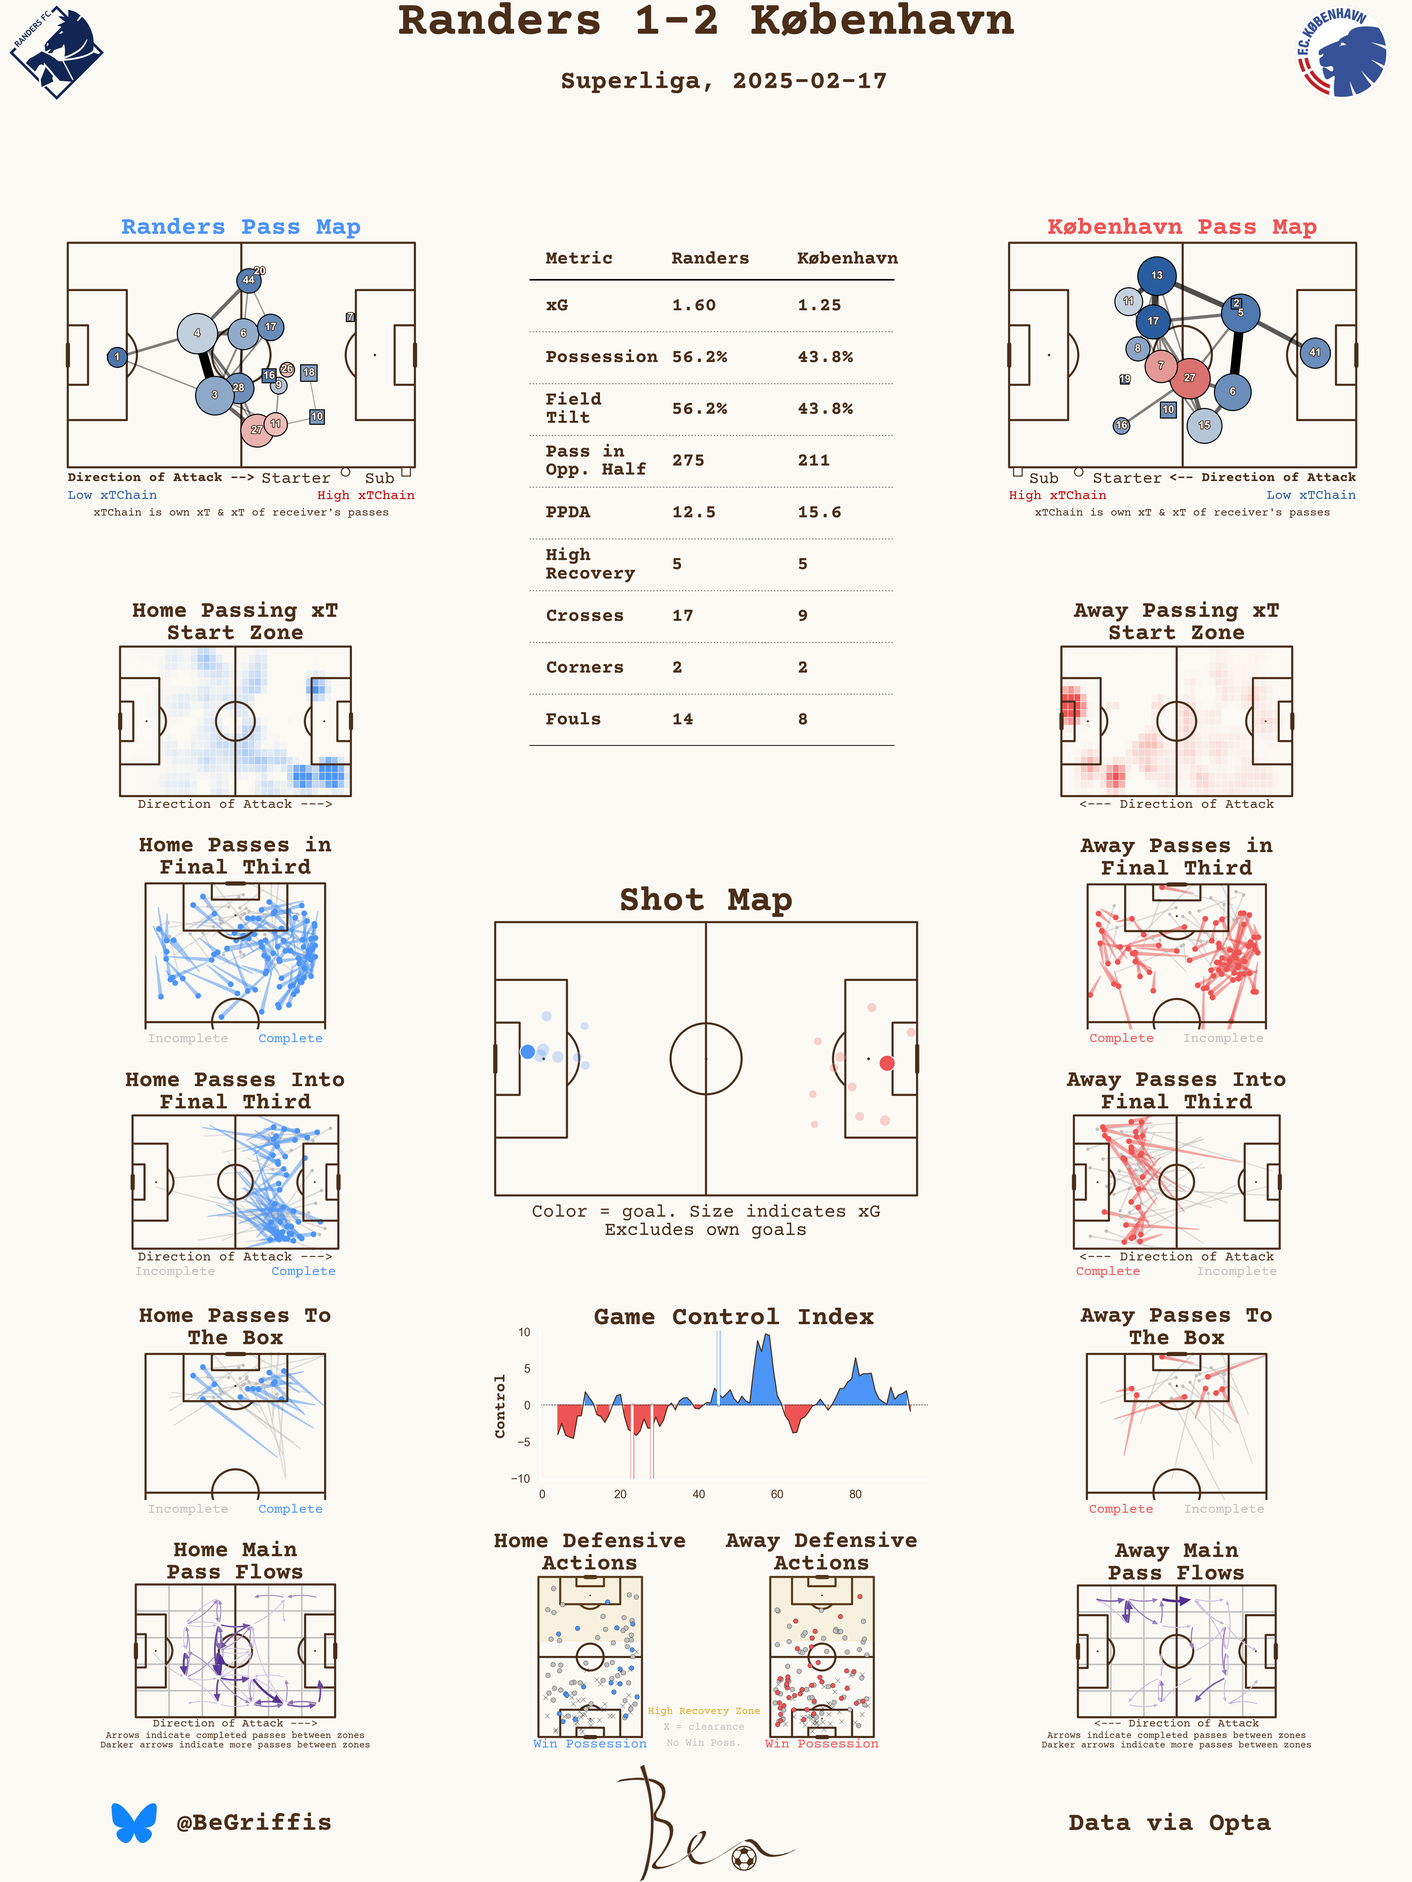 Randers 1-2 København
Superliga, 2025-02-17
RANDERS FC
F.C. KØBENHAVN
Randers Pass Map
20
44
4
6
17
7
1
16
26
18
9
28
3
10
27
11
Direction of Attack --> Starter Sub
Low xTChain High xTChain
xTChain is own xT & xT of receiver's passes
Metric Randers København
xG 1.60 1.25
Possession 56.2% 43.8%
Field
Tilt 56.2% 43.8%
Pass in
Opp. Half 275 211
PPDA 12.5 15.6
High
Recovery 5 5
Crosses 17 9
Corners 2 2
Fouls 14 8
København Pass Map
13
11
2
5
17
8
41
7
19
27
6
10
16
15
Sub Starter <-- Direction of Attack
High xTChain Low xTChain
xTChain is own xT & xT of receiver's passes
Home Passing xT
Start Zone
Direction of Attack --->
Away Passing xT
Start Zone
<--- Direction of Attack
Home Passes in
Final Third
Incomplete Complete
Away Passes in
Final Third
Complete Incomplete
Shot Map
Color = goal. Size indicates xG
Excludes own goals
Home Passes Into
Final Third
Direction of Attack --->
Incomplete Complete
Away Passes Into
Final Third
<--- Direction of Attack
Complete Incomplete
Home Passes To
The Box
Incomplete Complete
Game Control Index
Control
10
5
0
−5
−10
0 20 40 60 80
Away Passes To
The Box
Complete Incomplete
Home Main
Pass Flows
Direction of Attack --->
Arrows indicate completed passes between zones
Darker arrows indicate more passes between zones
Home Defensive
Actions
Win Possession
High Recovery Zone
X = clearance
No Win Poss.
Away Defensive
Actions
Win Possession
Away Main
Pass Flows
<--- Direction of Attack
Arrows indicate completed passes between zones
Darker arrows indicate more passes between zones
@BeGriffis
Ben
Data via Opta